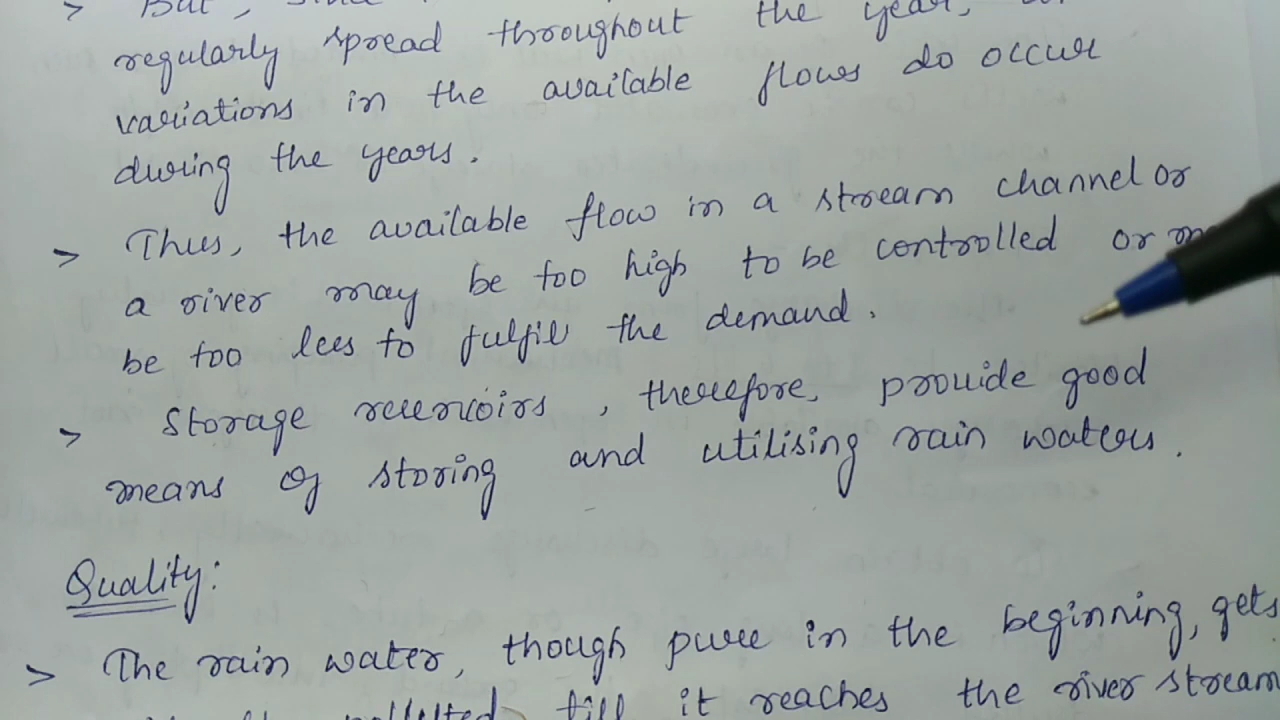 > But, since
regularly spread throughout the year,
variations in the available flows do occur
during the years.
> Thus, the available flow in a stream channel or
a river may be too high to be controlled or
be too less to fulfil the demand.
> Storage reservoirs, therefore, provide good
means of storing and utilising rain waters.
Quality:
> The rain water, though pure in the beginning, gets
till it reaches the river stream